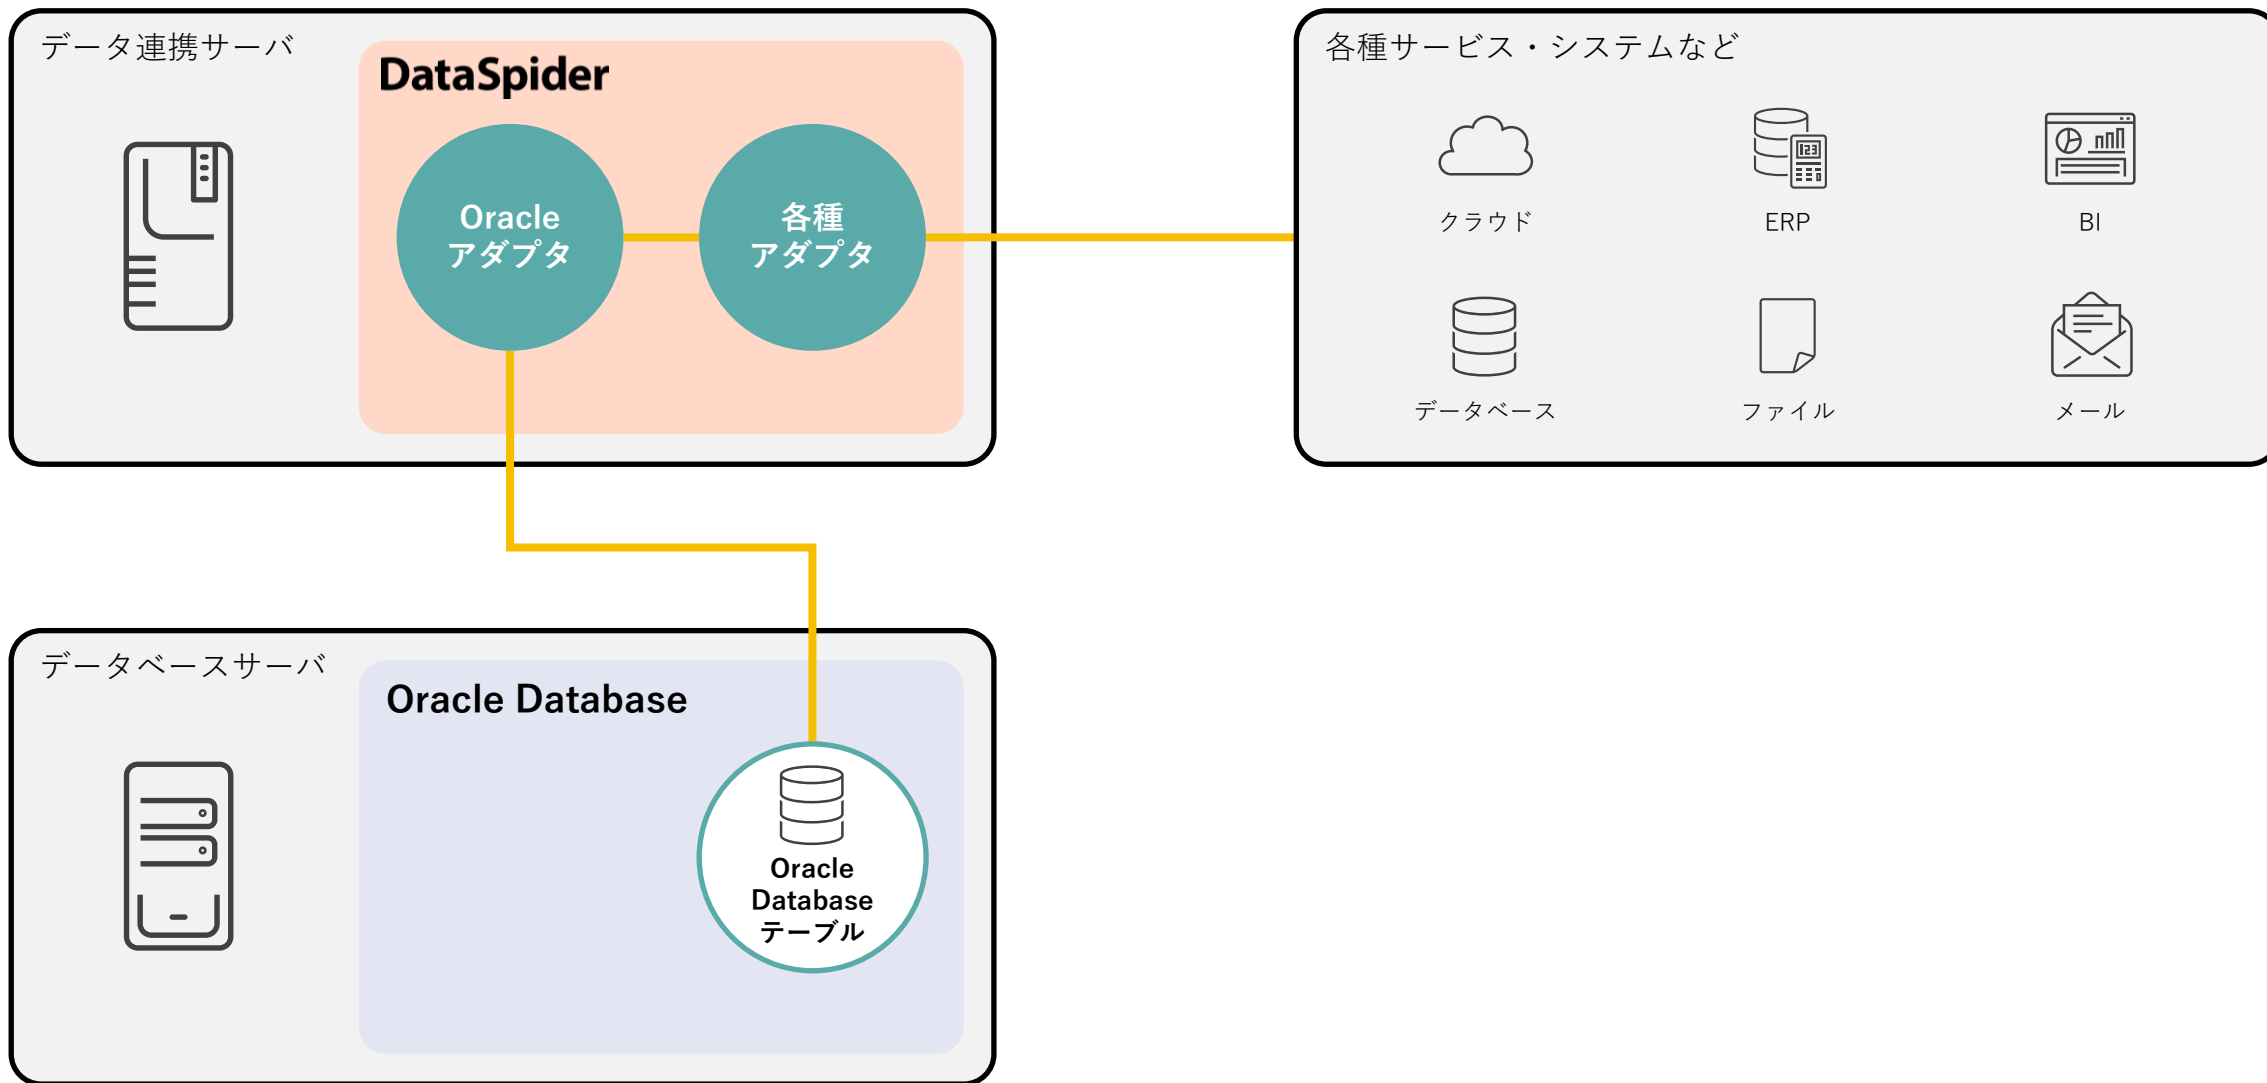 データ連携サーバ
DataSpider
Oracle
アダプタ
各種
アダプタ
各種サービス・システムなど
クラウド
ERP
BI
データベース
ファイル
メール
データベースサーバ
Oracle Database
Oracle
Database
テーブル